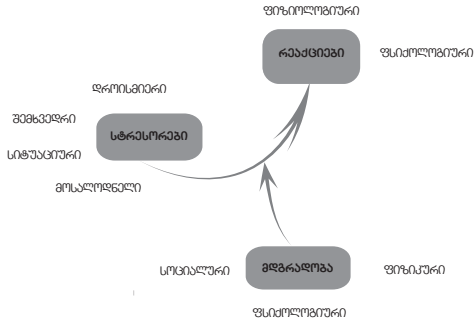 ფიზიოლოგიური
რეაქციები
ფსიქოლოგიური
დროისმიერი
შემხვედრი
სტრესორები
სიტუაციური
მოსალოდნელი
სოციალური
მდგრადობა
ფიზიკური
ფსიქოლოგიური